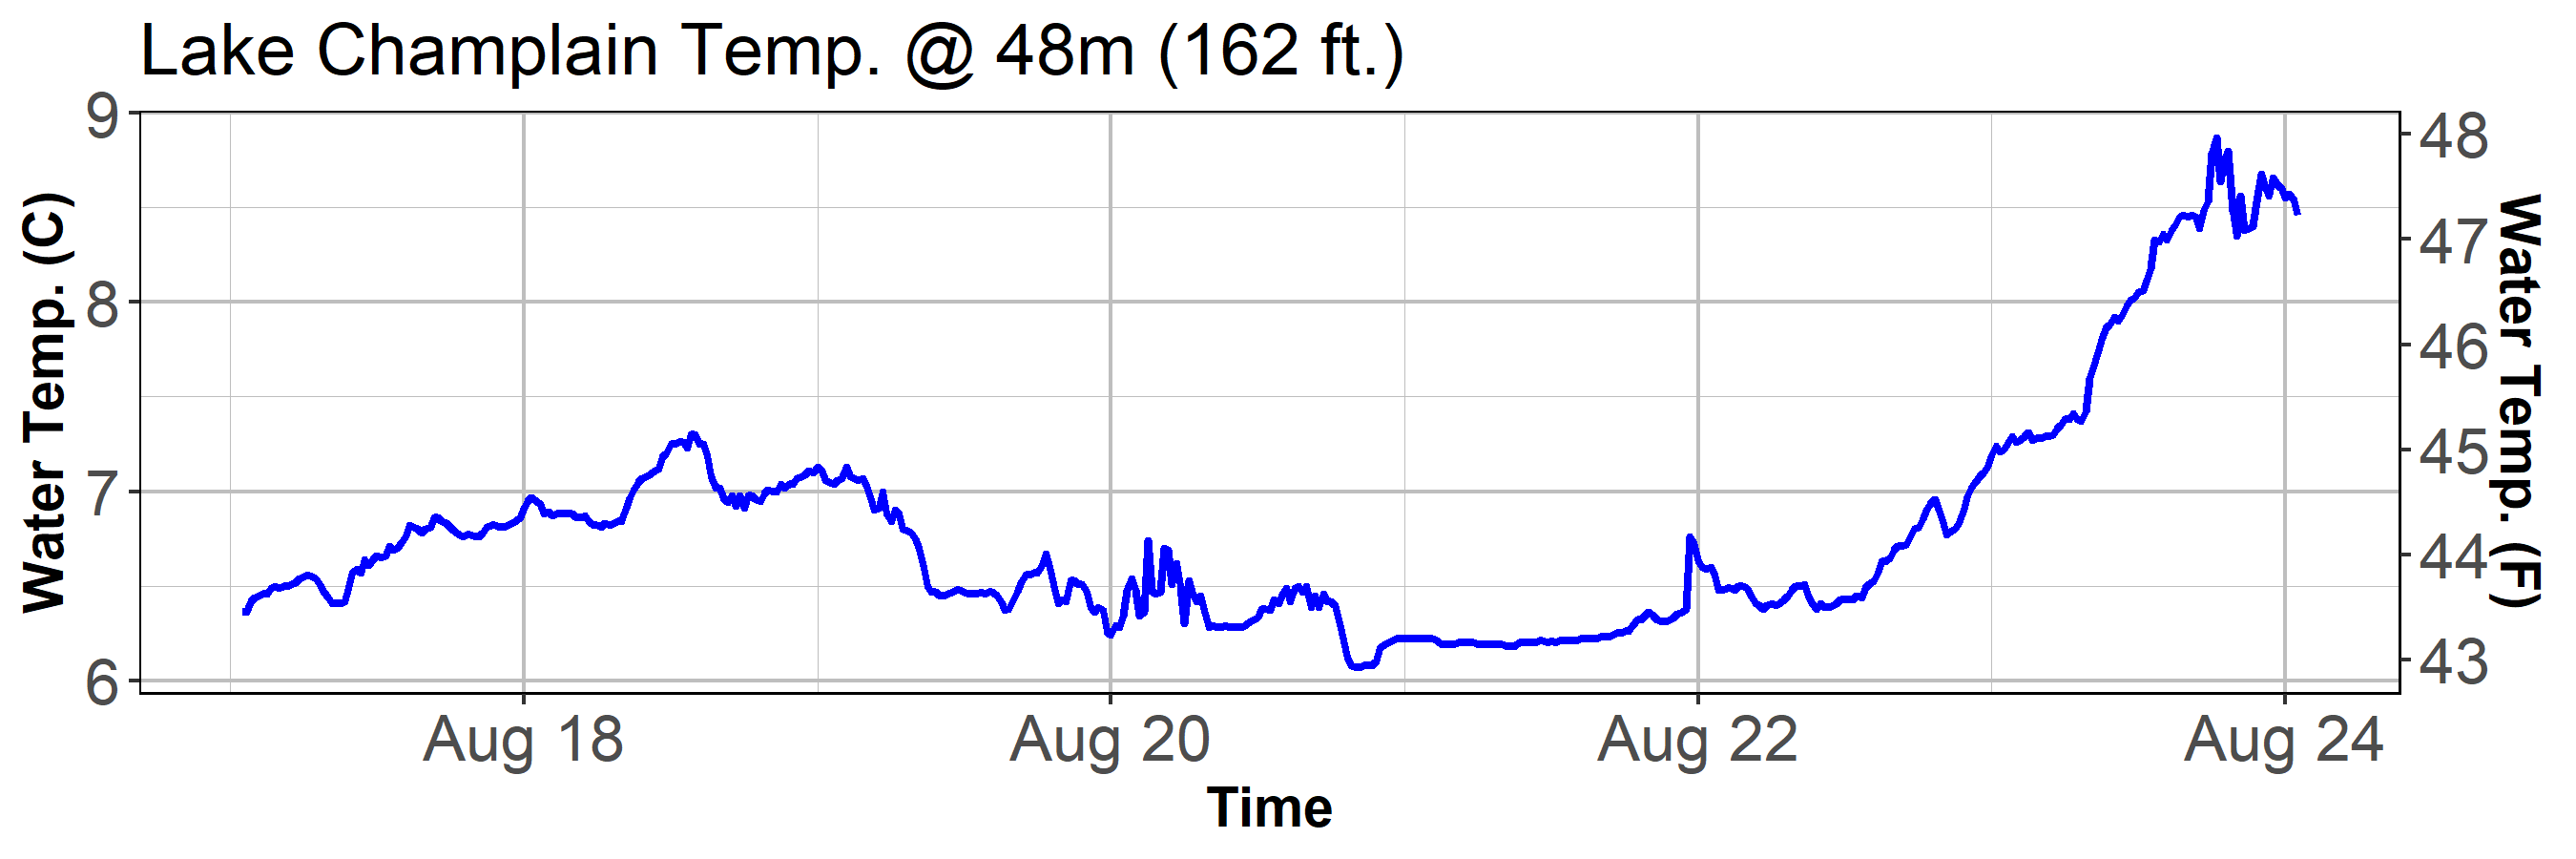 Lake Champlain Temp. @ 48m (162 ft.)
Water Temp. (C)
9
8
7
6
48
47
46
45
44
43
Water Temp. (F)
Aug 18 Aug 20 Aug 22 Aug 24
Time